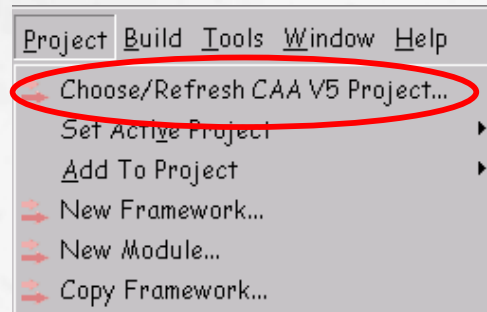 Project Build Tools Window Help
Choose/Refresh CAA V5 Project...
Set Active Project
Add To Project
New Framework...
New Module...
Copy Framework...